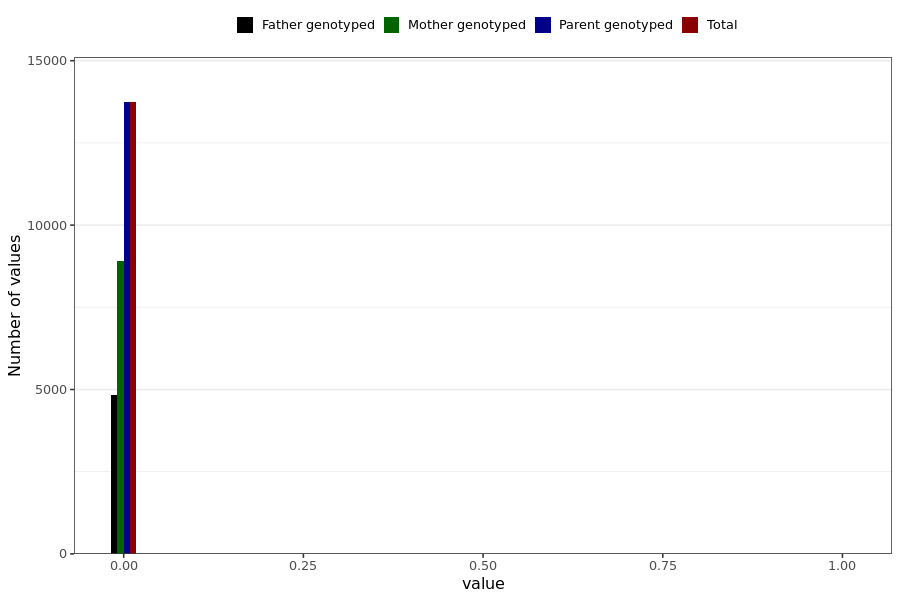 Father genotyped Mother genotyped Parent genotyped Total
15000
10000
5000
0
Number of values
0.00 0.25 0.50 0.75 1.00
value